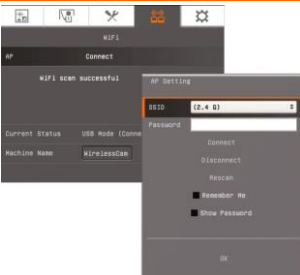 WiFi
AP Connect
WiFi scan successful
Current Status USB Mode (Conne
Machine Name WirelessCam
AP Setting
SSID (2.4 G)
Password
Connect
Disconnect
Rescan
Remember Me
Show Password
OK